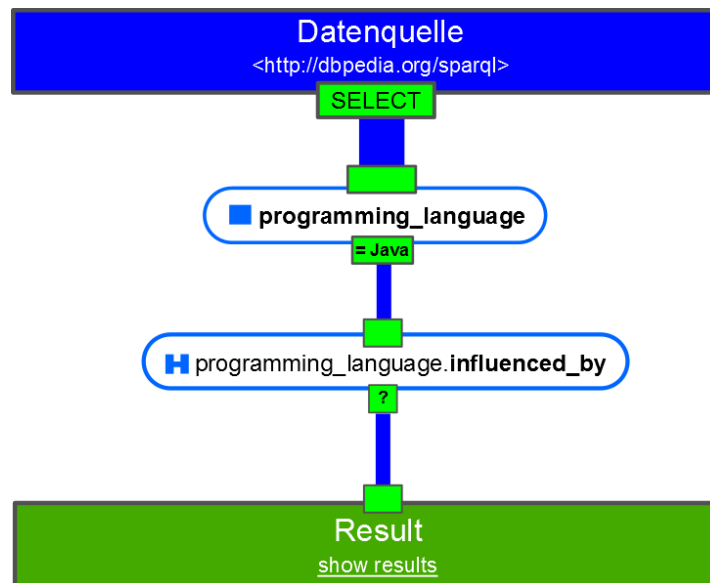 Datenquelle
<http://dbpedia.org/sparql>
SELECT
programming_language
= Java
programming_language.influenced_by
?
Result
show results